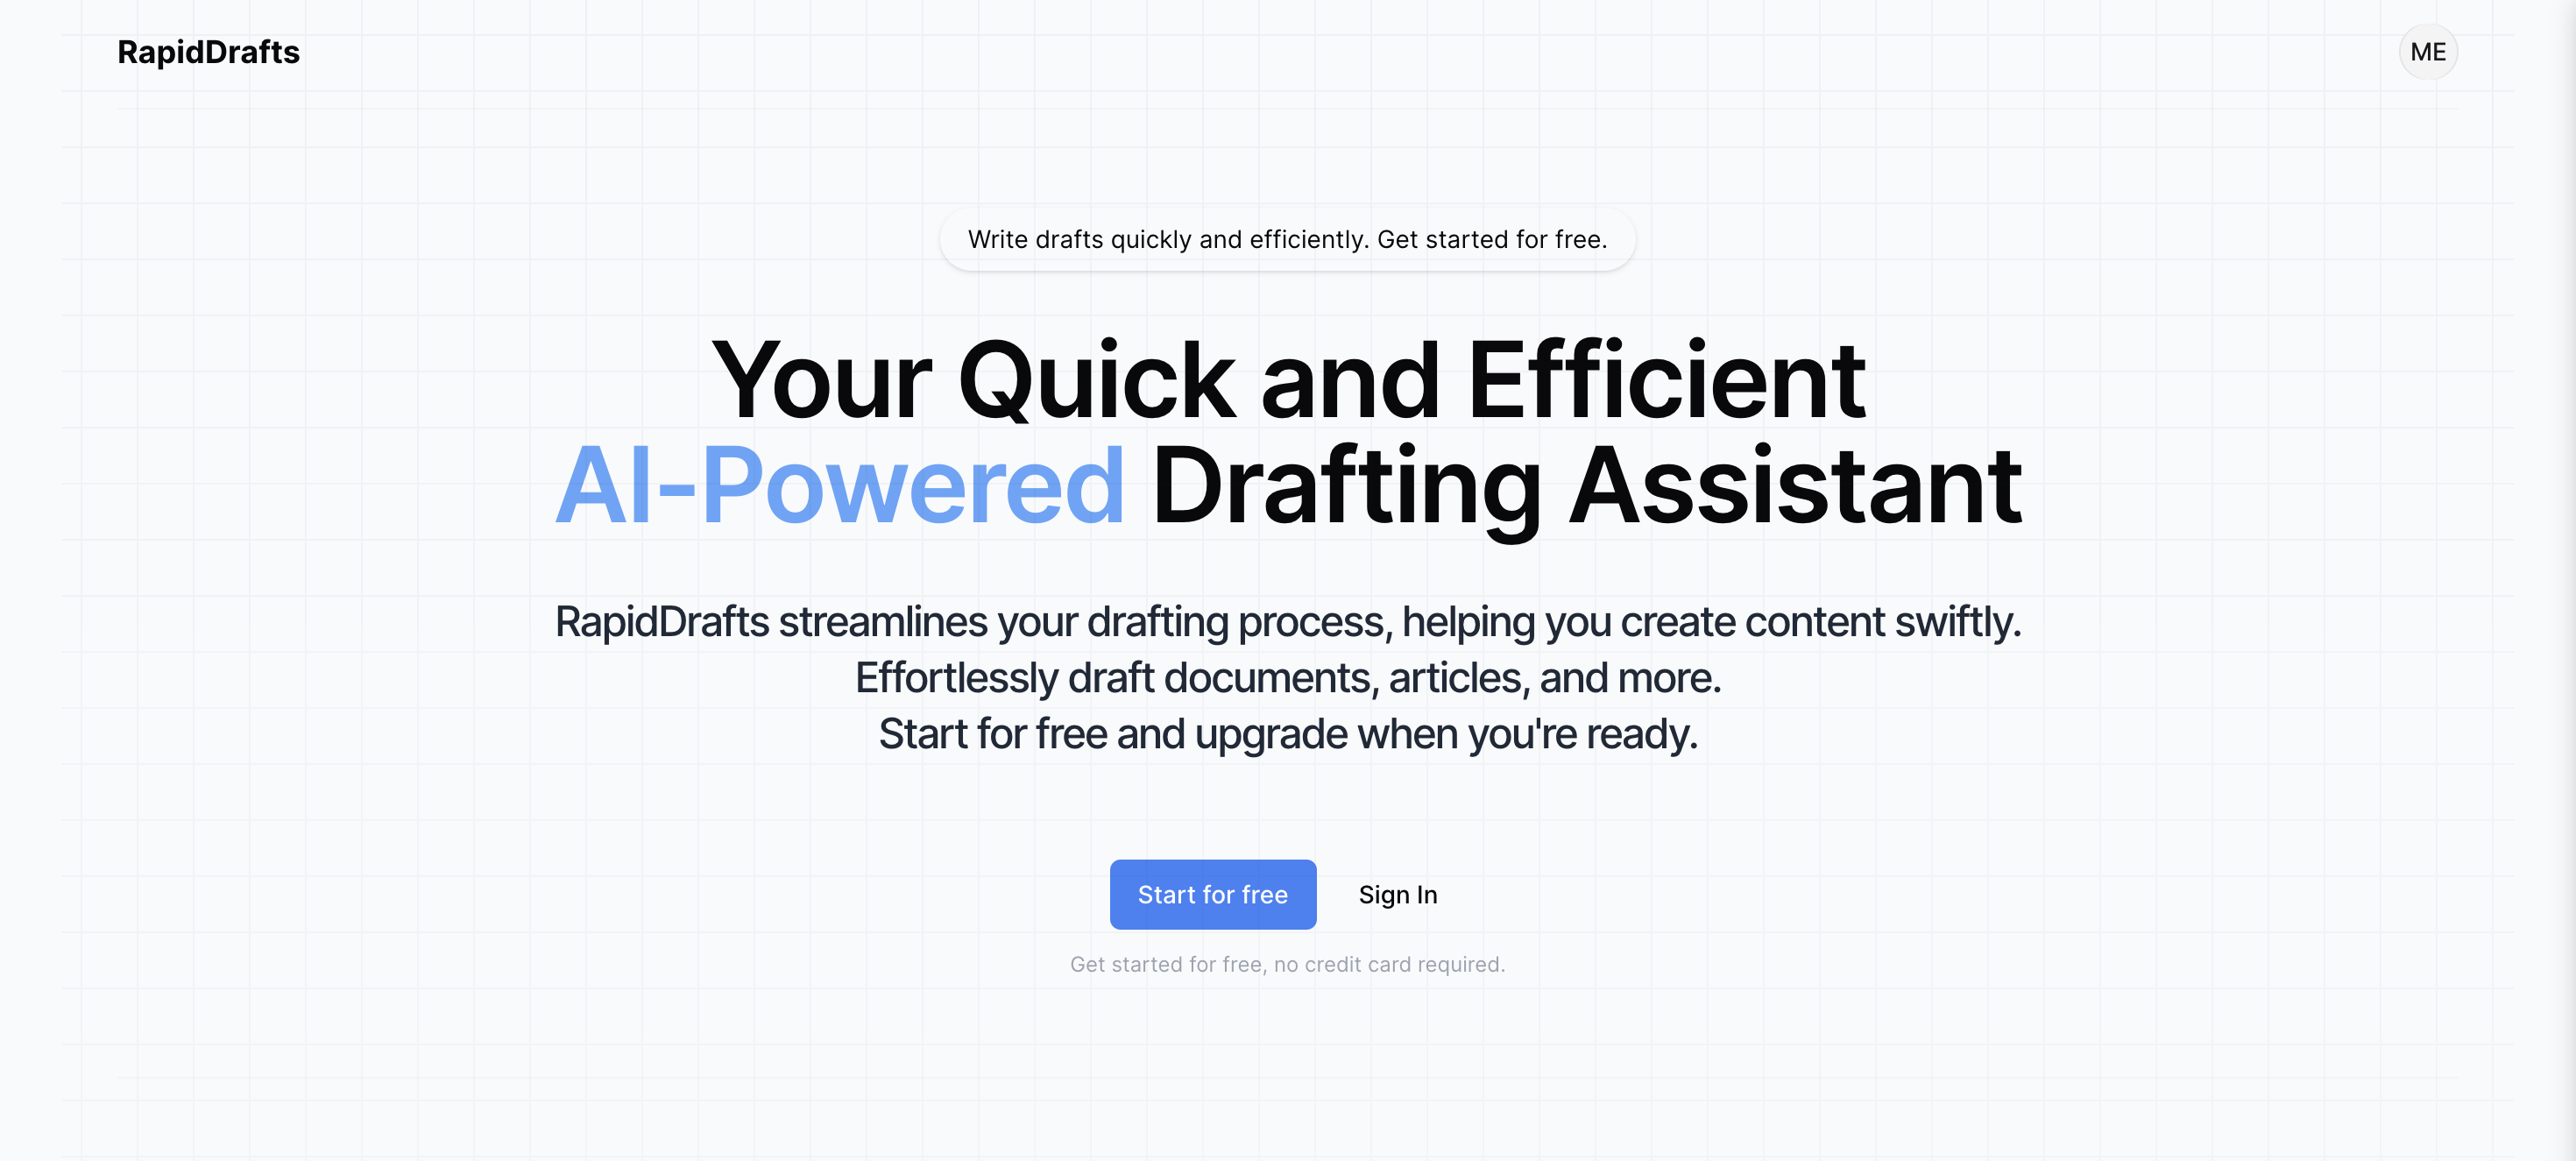 RapidDrafts
ME
Write drafts quickly and efficiently. Get started for free.
Your Quick and Efficient
AI-Powered Drafting Assistant
RapidDrafts streamlines your drafting process, helping you create content swiftly.
Effortlessly draft documents, articles, and more.
Start for free and upgrade when you're ready.
Start for free
Sign In
Get started for free, no credit card required.